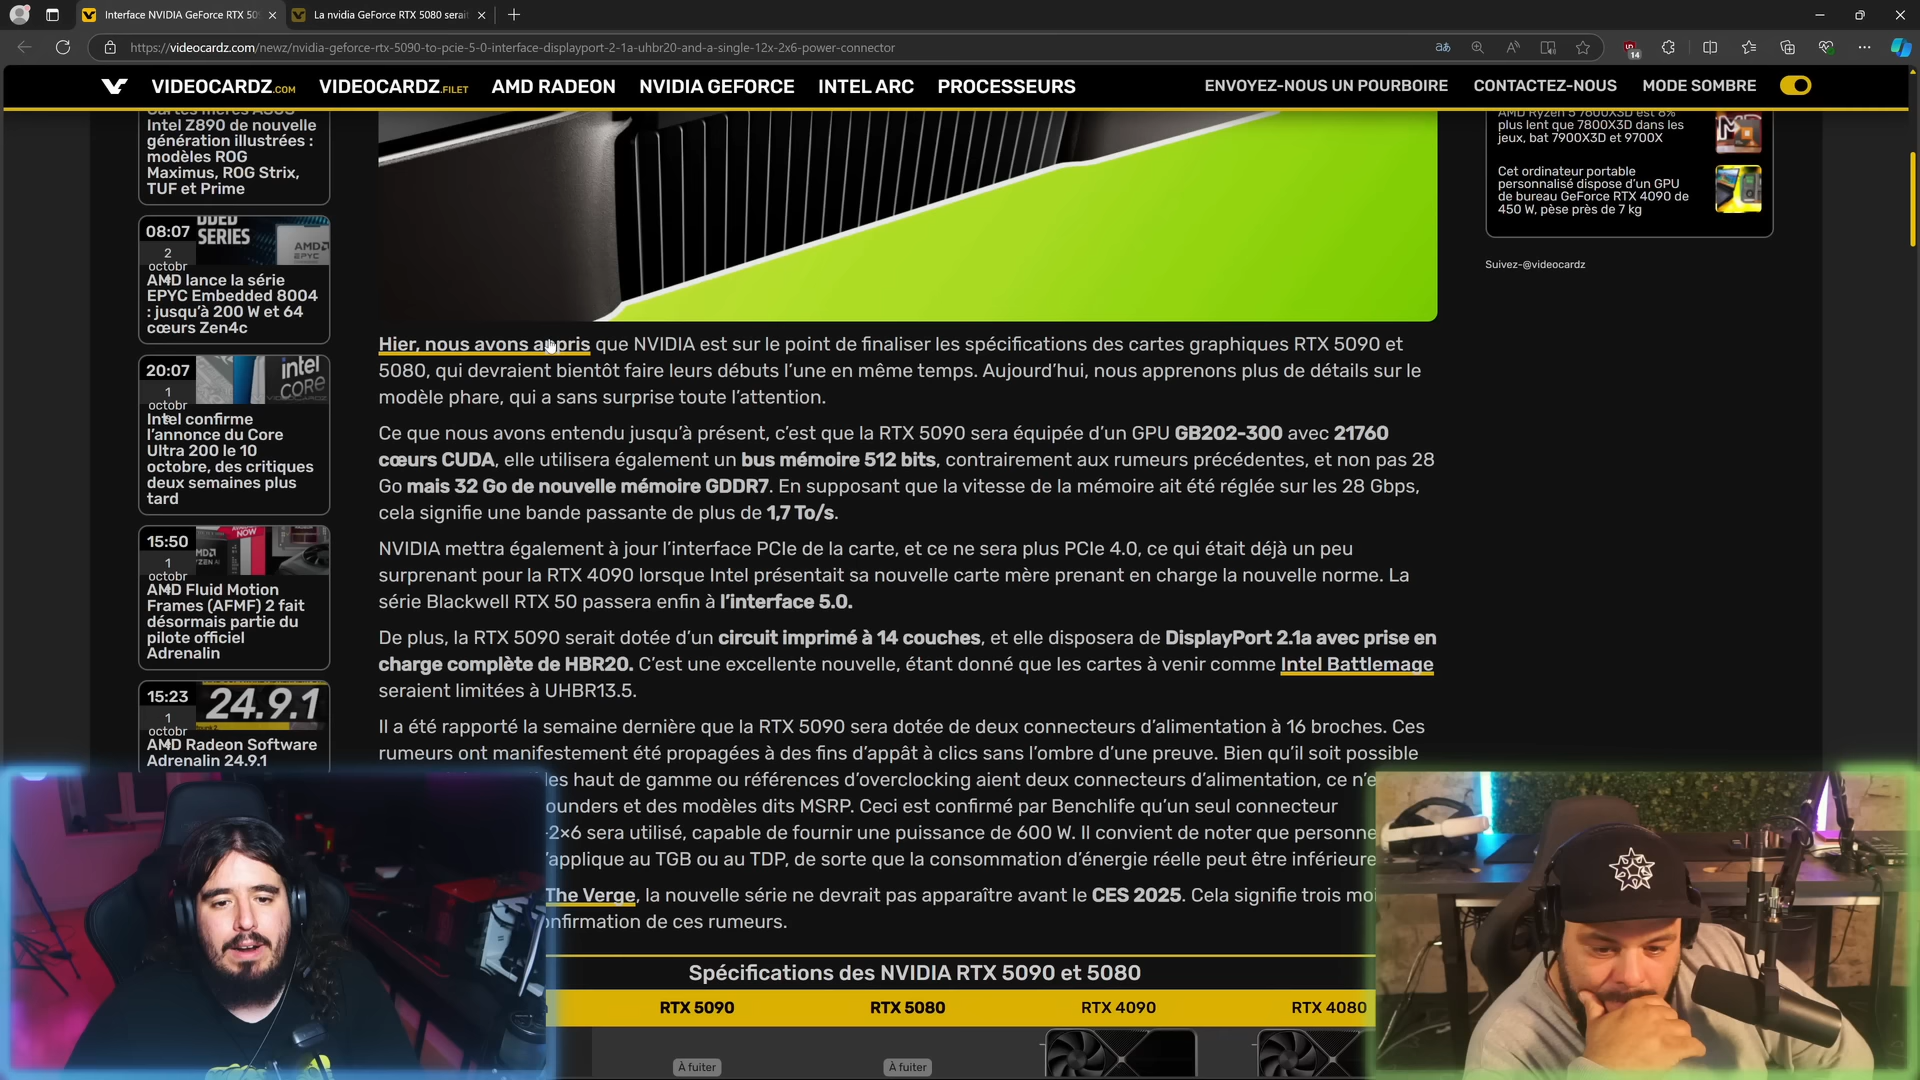 Interface NVIDIA GeForce RTX 50
La nvidia GeForce RTX 5080 serai
https://videocardz.com/newz/nvidia-geforce-rtx-5090-to-pcie-5-0-interface-displayport-2-1a-uhbr20-and-a-single-12x-2x6-power-connector
14
VIDEOCARDZ.COM
VIDEOCARDZ.FILET
AMD RADEON
NVIDIA GEFORCE
INTEL ARC
PROCESSEURS
ENVOYEZ-NOUS UN POURBOIRE
CONTACTEZ-NOUS
MODE SOMBRE
Cartes mères ASUS
Intel Z890 de nouvelle
génération illustrées :
modèles ROG
Maximus, ROG Strix,
TUF et Prime
08:07
2
octobr
AMD lance la série
EPYC Embedded 8004
: jusqu'à 200 W et 64
cœurs Zen4c
20:07
1
octobr
Intel confirme
l'annonce du Core
Ultra 200 le 10
octobre, des critiques
deux semaines plus
tard
15:50
1
octobr
AMD Fluid Motion
Frames (AFMF) 2 fait
désormais partie du
pilote officiel
Adrenalin
15:23
24.9.1
1
octobr
AMD Radeon Software
Adrenalin 24.9.1
Hier, nous avons appris que NVIDIA est sur le point de finaliser les spécifications des cartes graphiques RTX 5090 et
5080, qui devraient bientôt faire leurs débuts l'une en même temps. Aujourd'hui, nous apprenons plus de détails sur le
modèle phare, qui a sans surprise toute l'attention.
Ce que nous avons entendu jusqu'à présent, c'est que la RTX 5090 sera équipée d'un GPU GB202-300 avec 21760
cœurs CUDA, elle utilisera également un bus mémoire 512 bits, contrairement aux rumeurs précédentes, et non pas 28
Go mais 32 Go de nouvelle mémoire GDDR7. En supposant que la vitesse de la mémoire ait été réglée sur les 28 Gbps,
cela signifie une bande passante de plus de 1,7 To/s.
NVIDIA mettra également à jour l'interface PCIe de la carte, et ce ne sera plus PCIe 4.0, ce qui était déjà un peu
surprenant pour la RTX 4090 lorsque Intel présentait sa nouvelle carte mère prenant en charge la nouvelle norme. La
série Blackwell RTX 50 passera enfin à l'interface 5.0.
De plus, la RTX 5090 serait dotée d'un circuit imprimé à 14 couches, et elle disposera de DisplayPort 2.1a avec prise en
charge complète de HBR20. C'est une excellente nouvelle, étant donné que les cartes à venir comme Intel Battlemage
seraient limitées à UHBR13.5.
Il a été rapporté la semaine dernière que la RTX 5090 sera dotée de deux connecteurs d'alimentation à 16 broches. Ces
rumeurs ont manifestement été propagées à des fins d'appât à clics sans l'ombre d'une preuve. Bien qu'il soit possible
les haut de gamme ou références d'overclocking aient deux connecteurs d'alimentation, ce n'e
ounders et des modèles dits MSRP. Ceci est confirmé par Benchlife qu'un seul connecteur
-2×6 sera utilisé, capable de fournir une puissance de 600 W. Il convient de noter que personne
'applique au TGB ou au TDP, de sorte que la consommation d'énergie réelle peut être inférieure
The Verge, la nouvelle série ne devrait pas apparaître avant le CES 2025. Cela signifie trois moi
onfirmation de ces rumeurs.
Spécifications des NVIDIA RTX 5090 et 5080
RTX 5090
RTX 5080
RTX 4090
RTX 4080
À fuiter
À fuiter
AMD Ryzen 5 7600X3D est 8%
plus lent que 7800X3D dans les
jeux, bat 7900X3D et 9700X
Cet ordinateur portable
personnalisé dispose d'un GPU
de bureau GeForce RTX 4090 de
450 W, pèse près de 7 kg
Suivez-@videocardz